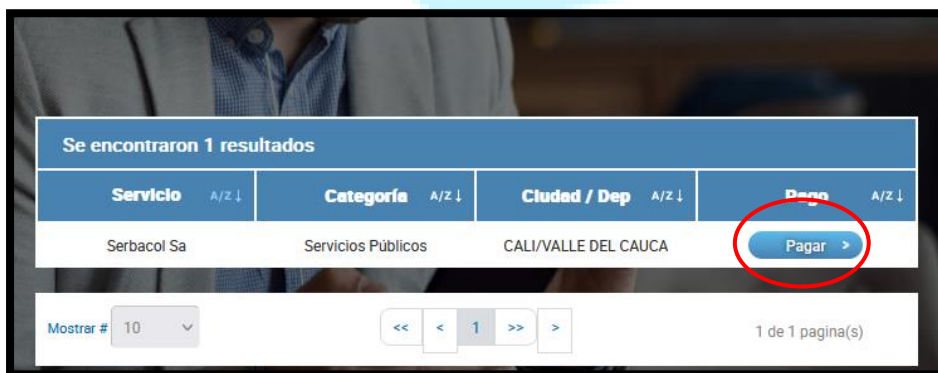 Se encontraron 1 resultados
Servicio A/Z↓ Categoría A/Z↓ Ciudad / Dep A/Z↓ Pago A/Z↓
Serbacol Sa Servicios Públicos CALI/VALLE DEL CAUCA Pagar >
Mostrar # 10 << < 1 >> > 1 de 1 pagina(s)